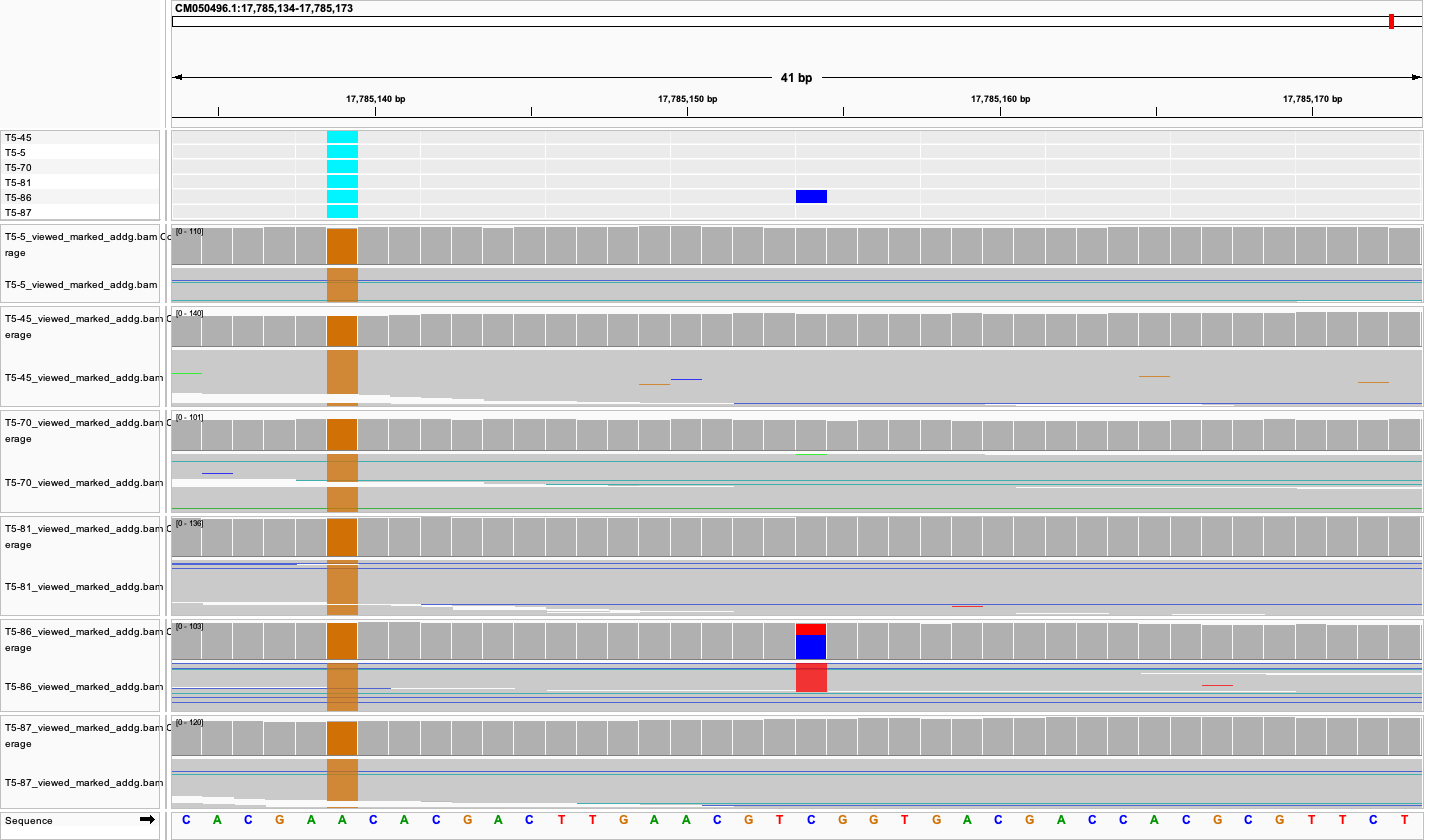 CM050496.1:17,785,134-17,785,173
41 bp
17,785,140 bp 17,785,150 bp 17,785,160 bp 17,785,170 bp
T5-45
T5-5
T5-70
T5-81
T5-86
T5-87
T5-5_viewed_marked_addg.bam Co
rage
[0 - 110]
T5-5_viewed_marked_addg.bam
T5-45_viewed_marked_addg.bam C
erage
[0 - 140]
T5-45_viewed_marked_addg.bam
T5-70_viewed_marked_addg.bam C
erage
[0 - 101]
T5-70_viewed_marked_addg.bam
T5-81_viewed_marked_addg.bam C
erage
[0 - 136]
T5-81_viewed_marked_addg.bam
T5-86_viewed_marked_addg.bam C
erage
[0 - 103]
T5-86_viewed_marked_addg.bam
T5-87_viewed_marked_addg.bam C
erage
[0 - 120]
T5-87_viewed_marked_addg.bam
Sequence C A C G A A C A C G A C T T G A A C G T C G G T G A C G A C C A C G C G T T C T